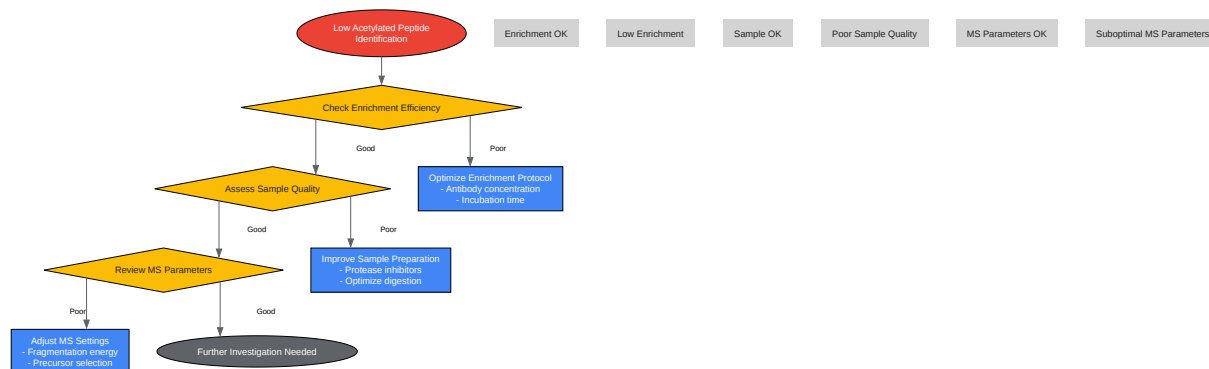 Low Acetylated Peptide
Identification
Enrichment OK
Low Enrichment
Sample OK
Poor Sample Quality
MS Parameters OK
Suboptimal MS Parameters
Check Enrichment Efficiency
Good
Poor
Optimize Enrichment Protocol
- Antibody concentration
- Incubation time
Assess Sample Quality
Good
Poor
Improve Sample Preparation
- Protease inhibitors
- Optimize digestion
Review MS Parameters
Poor
Good
Adjust MS Settings
- Fragmentation energy
- Precursor selection
Further Investigation Needed